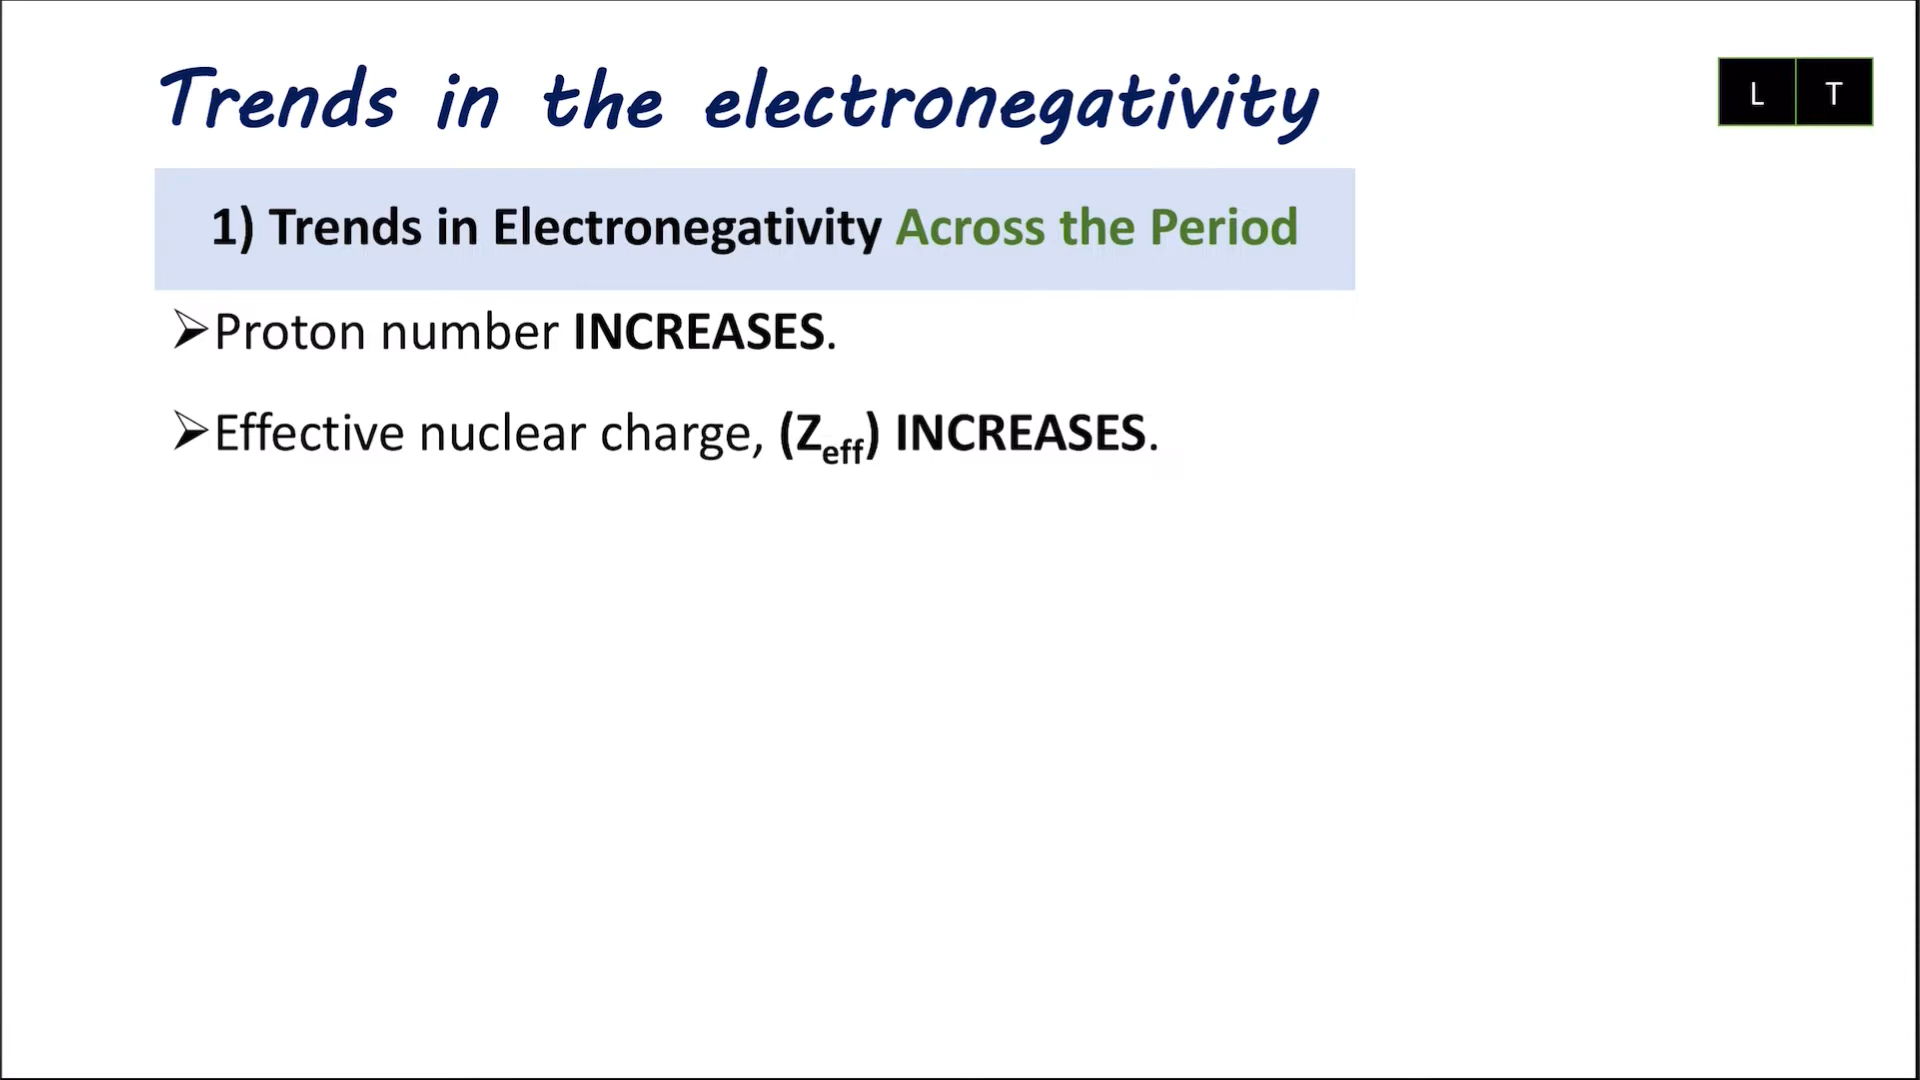 Trends in the electronegativity
L T
1) Trends in Electronegativity Across the Period
➢Proton number INCREASES.
➢Effective nuclear charge, (Zeff) INCREASES.